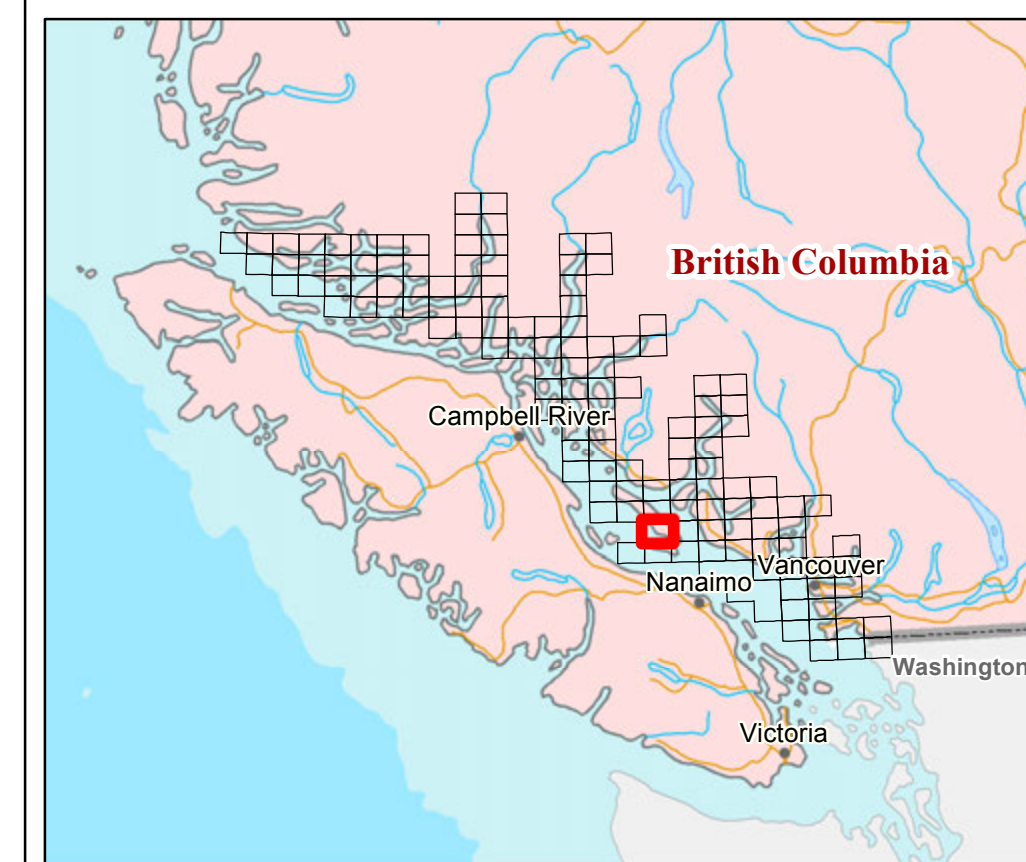 British Columbia
Campbell River
Vancouver
Nanaimo
Washington
Victoria